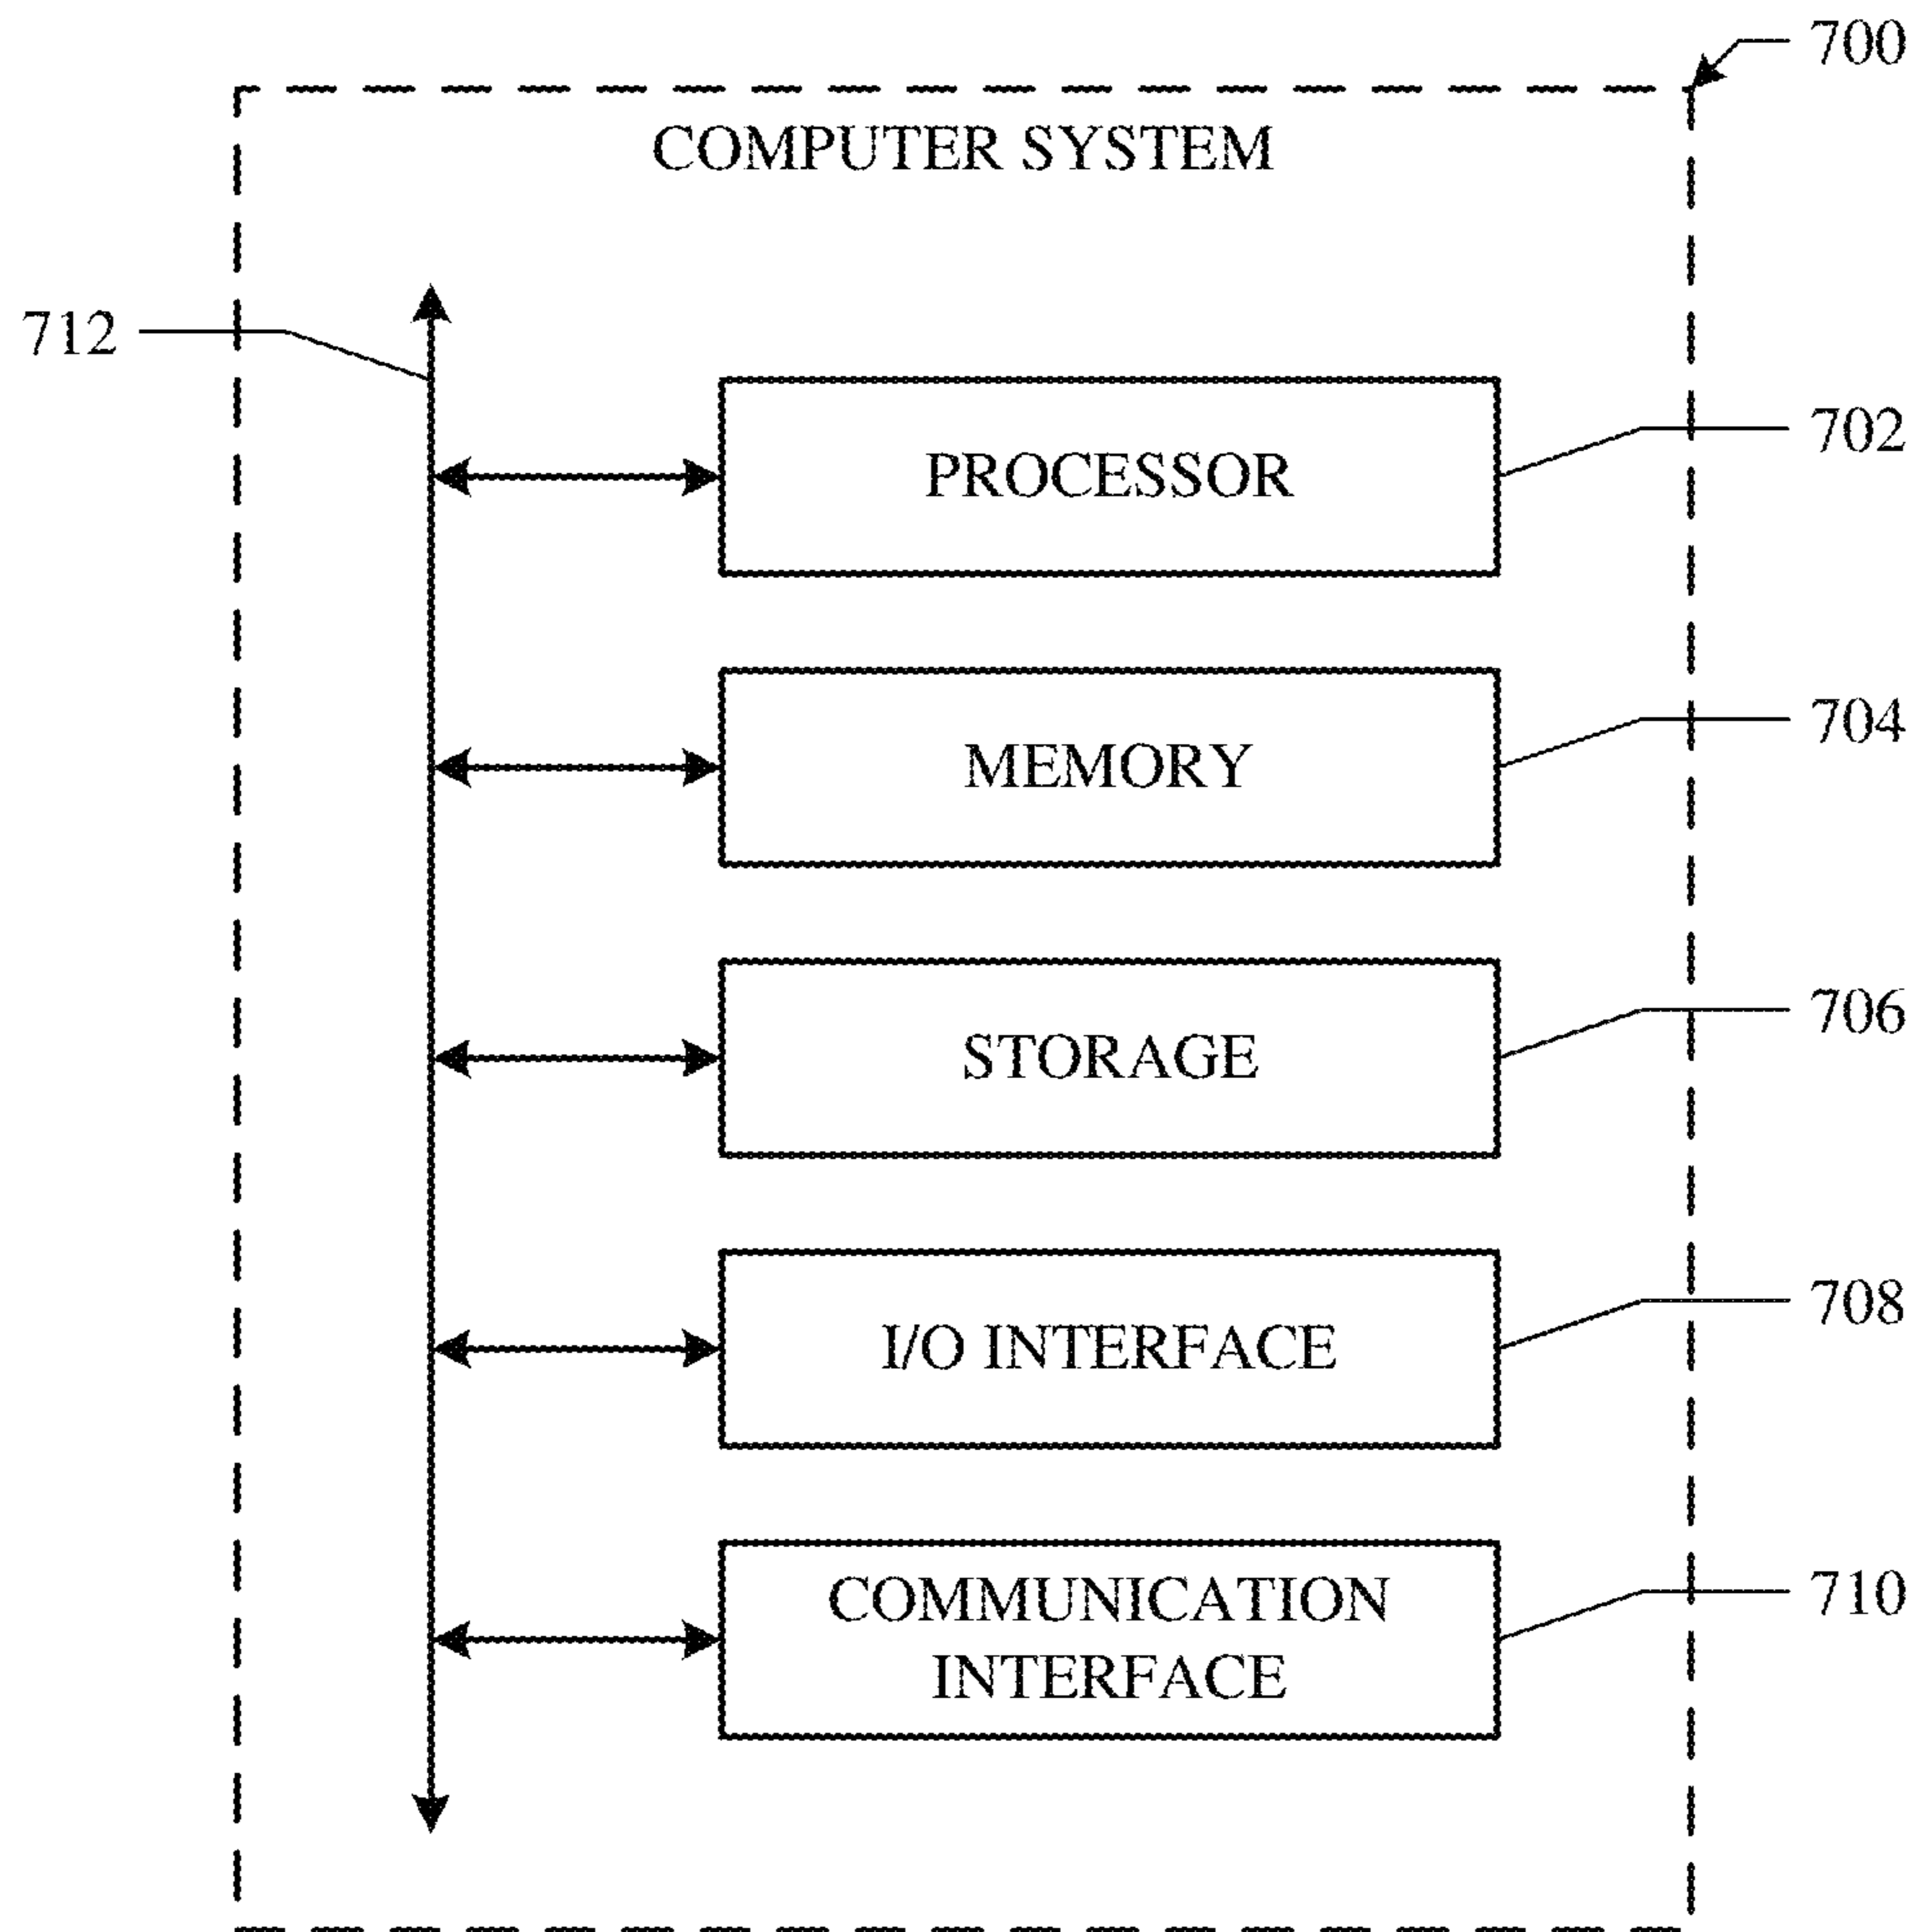 700
COMPUTER SYSTEM
712
PROCESSOR
702
MEMORY
704
STORAGE
706
I/O INTERFACE
708
COMMUNICATION
INTERFACE
710